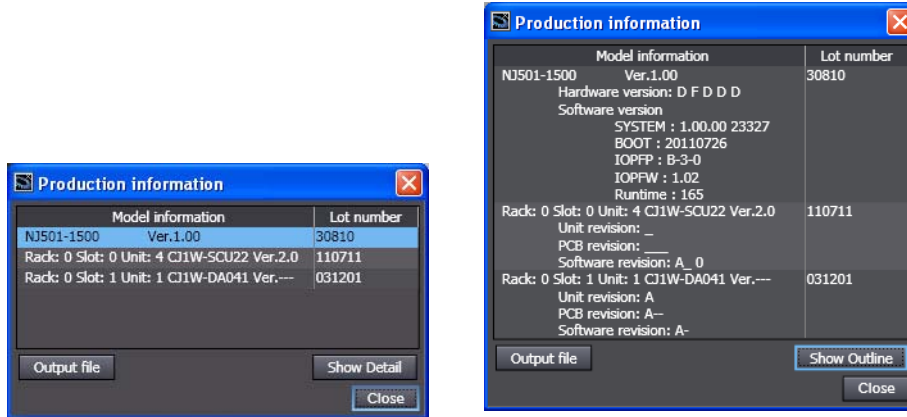 Production information
Model information Lot number
NJ501-1500 Ver.1.00 30810
Rack: 0 Slot: 0 Unit: 4 CJ1W-SCU22 Ver.2.0 110711
Rack: 0 Slot: 1 Unit: 1 CJ1W-DA041 Ver.--- 031201
Output file Show Detail
Close
Production information
Model information Lot number
NJ501-1500 Ver.1.00 30810
Hardware version: D F D D D
Software version
SYSTEM : 1.00.00 23327
BOOT : 20110726
IOPFP : B-3-0
IOPFW : 1.02
Runtime : 165
Rack: 0 Slot: 0 Unit: 4 CJ1W-SCU22 Ver.2.0 110711
Unit revision: _
PCB revision: ___
Software revision: A_ 0
Rack: 0 Slot: 1 Unit: 1 CJ1W-DA041 Ver.--- 031201
Unit revision: A
PCB revision: A--
Software revision: A-
Output file Show Outline
Close